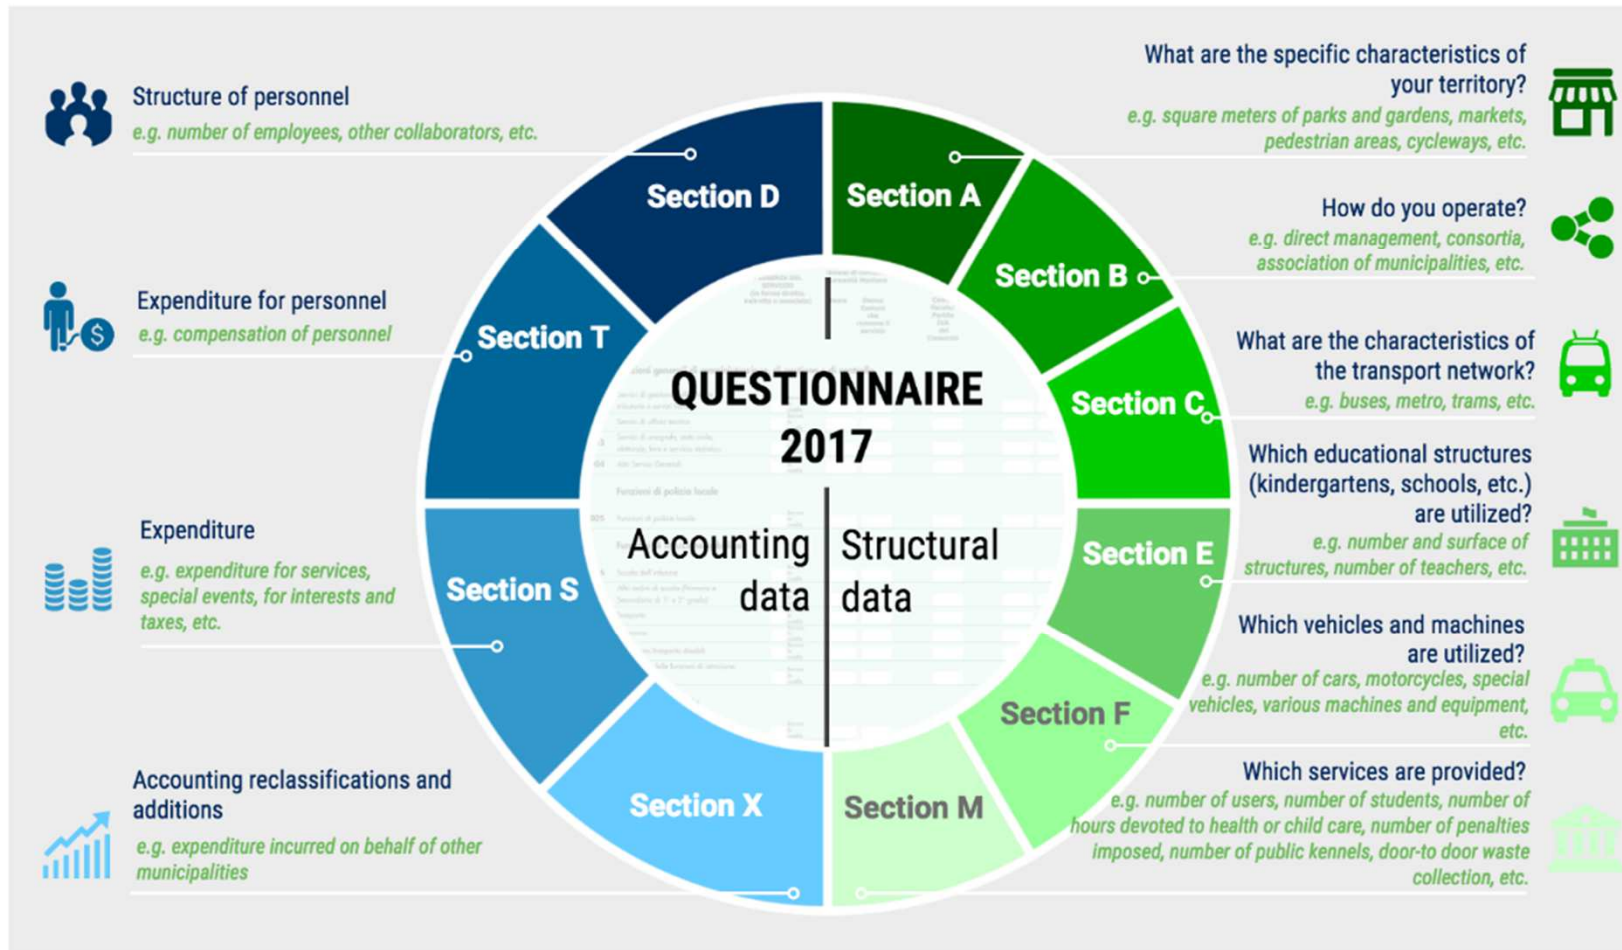 Structure of personnel
e.g. number of employees, other collaborators, etc.
Expenditure for personnel
e.g. compensation of personnel
Expenditure
e.g. expenditure for services,
special events, for interests and
taxes, etc.
Accounting reclassifications and
additions
e.g. expenditure incurred on behalf of other
municipalities
Section D
Section T
Section S
Section X
QUESTIONNAIRE
2017
Accounting
data
Structural
data
Funzioni di polizia locale
Section A
Section B
Section C
Section E
Section F
Section M
What are the specific characteristics of
your territory?
e.g. square meters of parks and gardens, markets,
pedestrian areas, cycleways, etc.
How do you operate?
e.g. direct management, consortia,
association of municipalities, etc.
What are the characteristics of
the transport network?
e.g. buses, metro, trams, etc.
Which educational structures
(kindergartens, schools, etc.)
are utilized?
e.g. number and surface of
structures, number of teachers, etc.
Which vehicles and machines
are utilized?
e.g. number of cars, motorcycles, special
vehicles, various machines and equipment,
etc.
Which services are provided?
e.g. number of users, number of students, number of
hours devoted to health or child care, number of penalties
imposed, number of public kennels, door-to door waste
collection, etc.